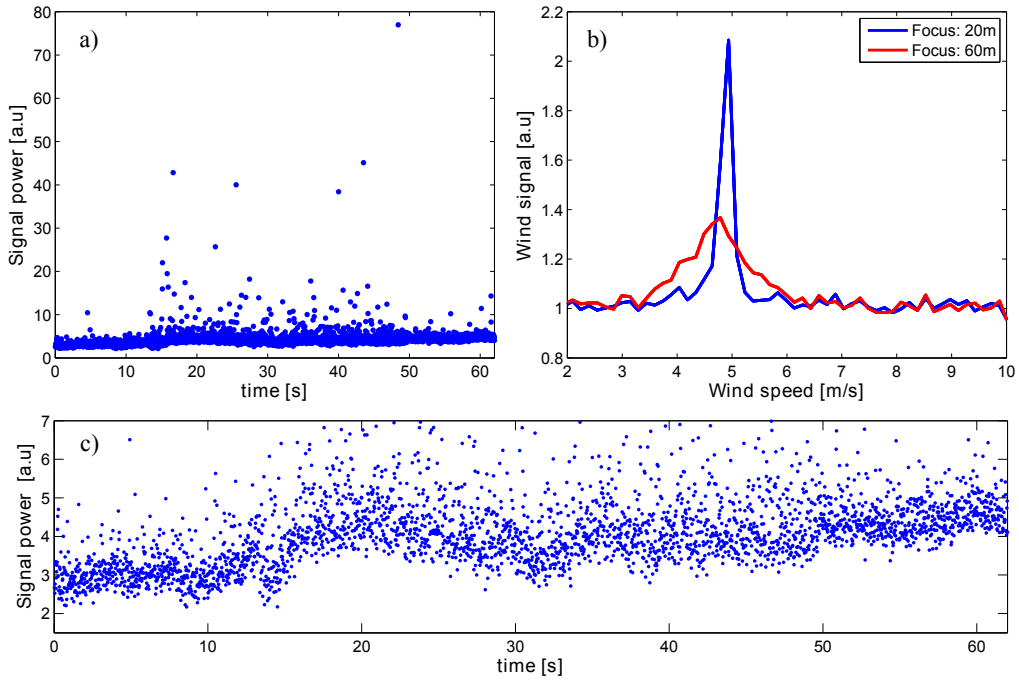 a)
Signal power [a.u]
80
70
60
50
40
30
20
10
0
0 10 20 30 40 50 60
time [s]
b)
Focus: 20m
Focus: 60m
Wind signal [a.u]
2.2
2
1.8
1.6
1.4
1.2
1
0.8
2 3 4 5 6 7 8 9 10
Wind speed [m/s]
c)
Signal power [a.u]
7
6
5
4
3
2
0 10 20 30 40 50 60
time [s]